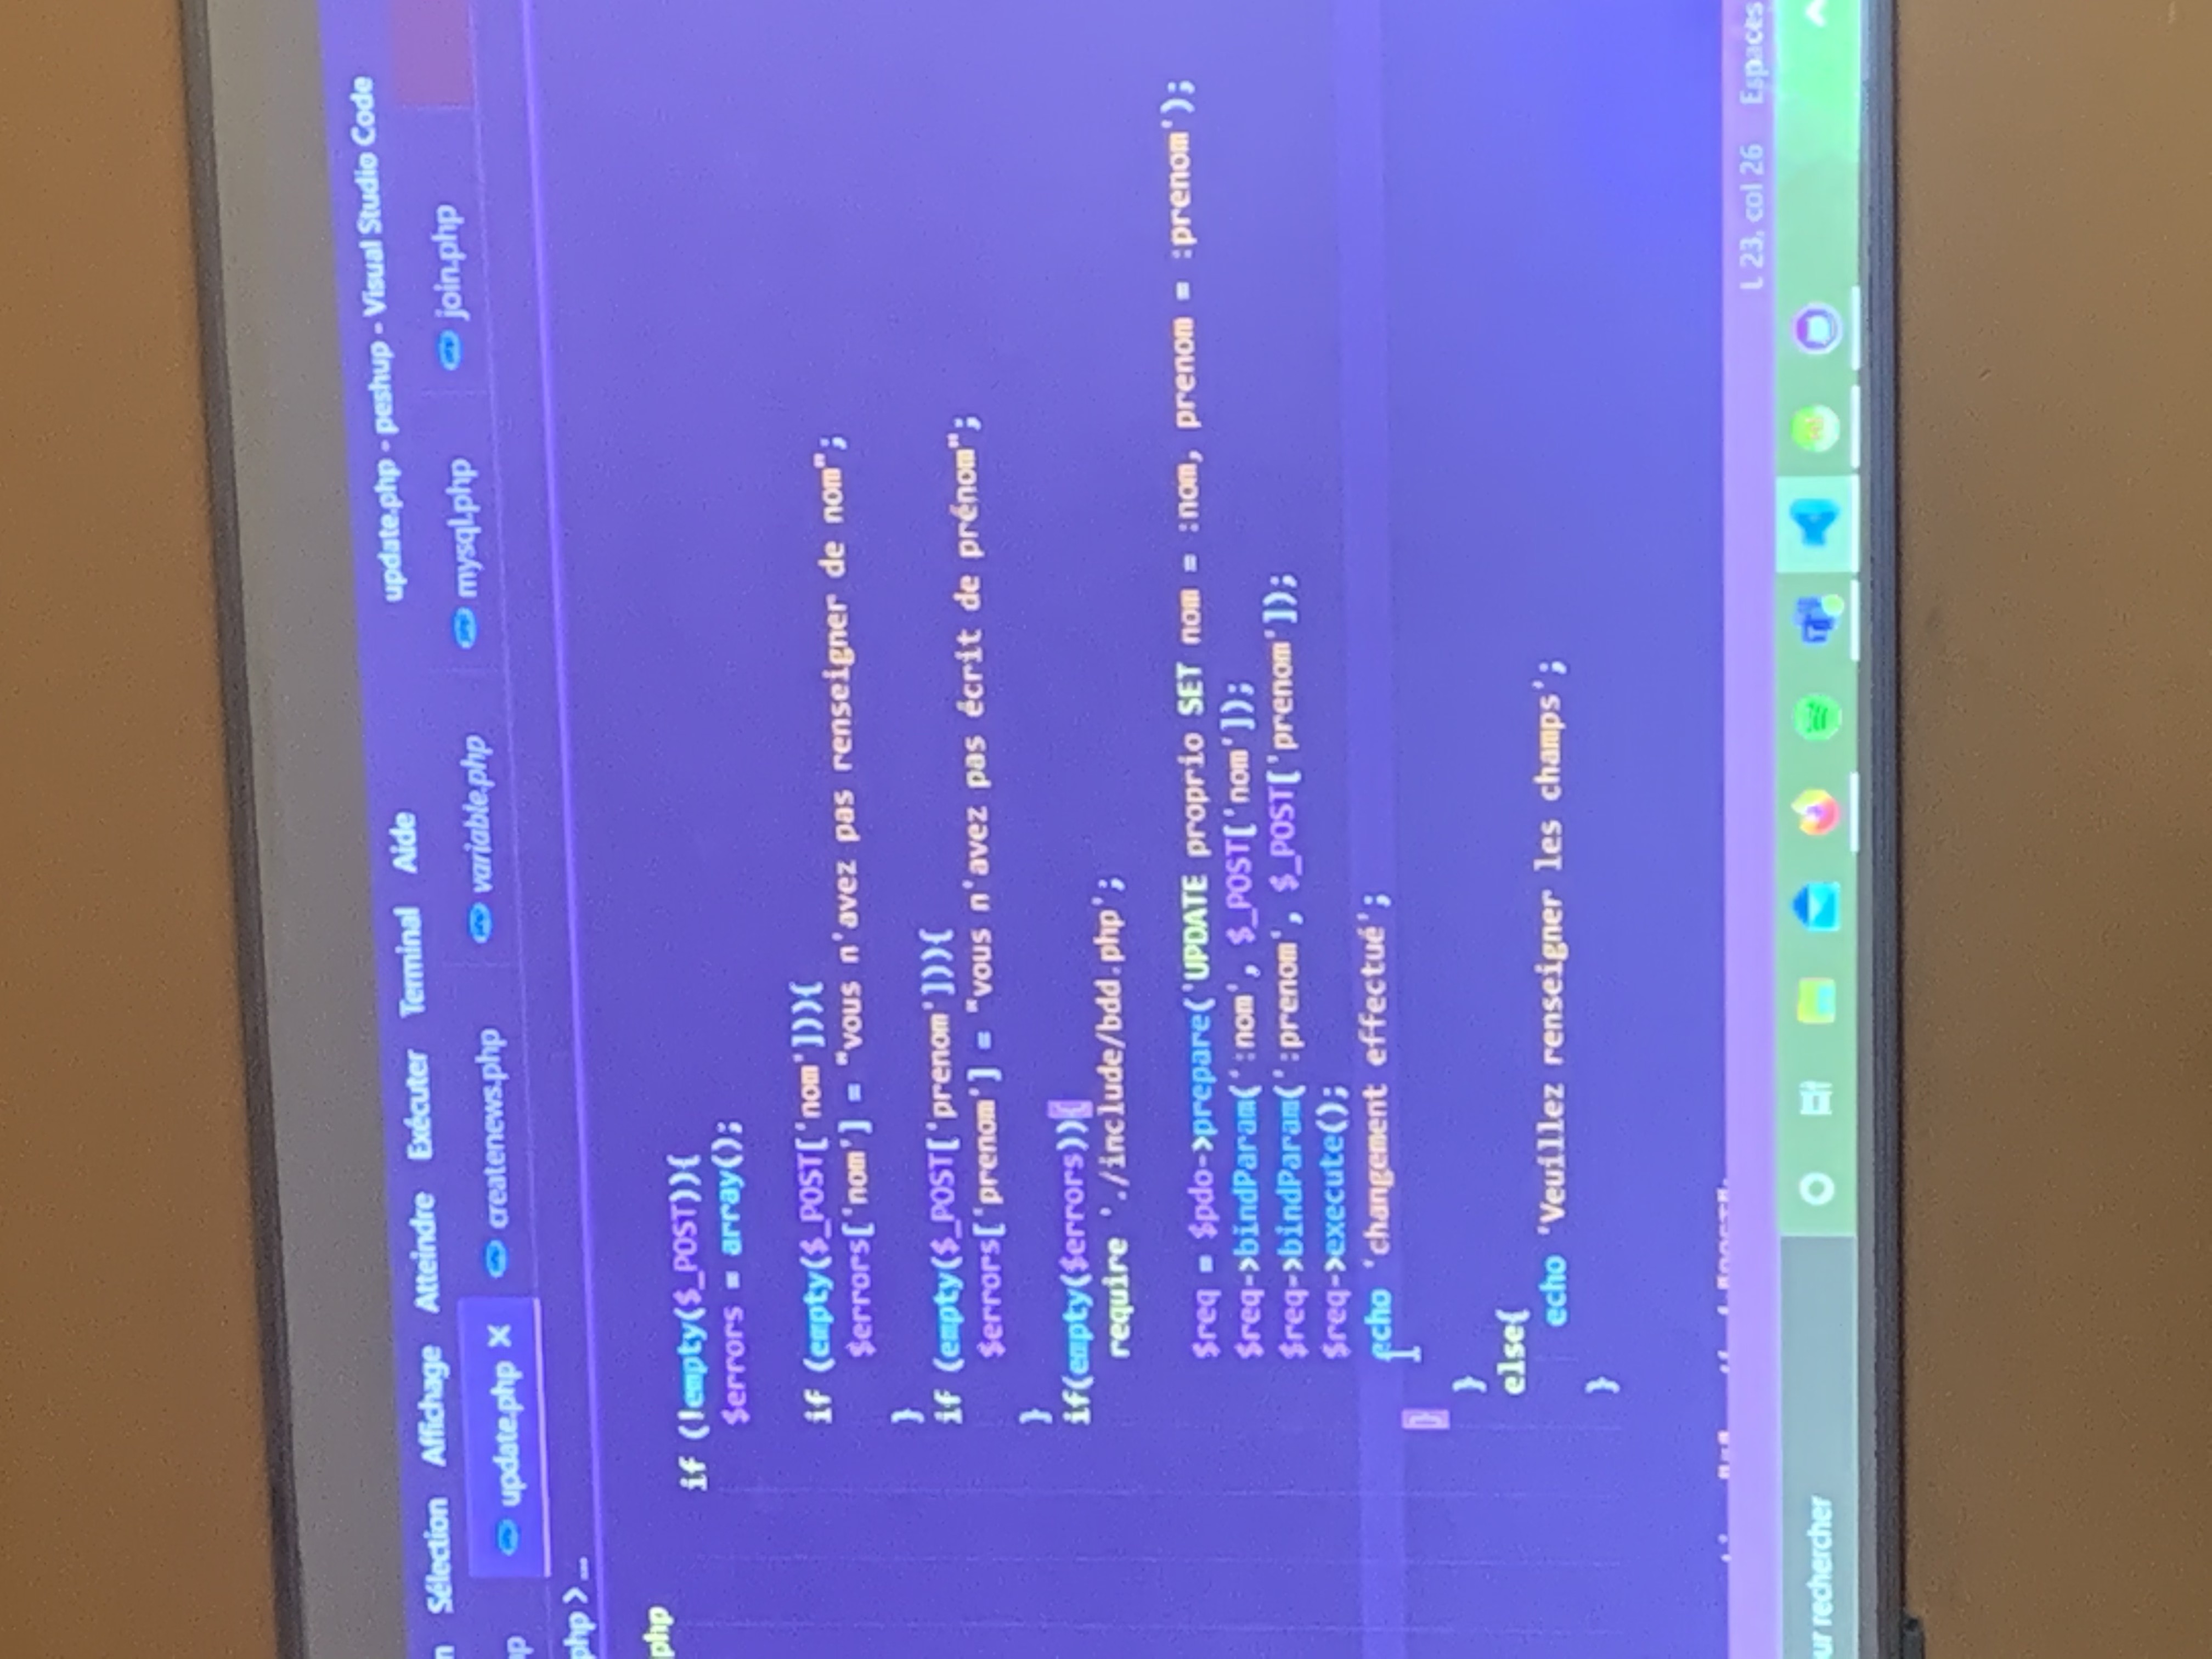 update.php - peshup - Visual Studio Code
n Sélection Affichage Atteindre Exécuter Terminal Aide
update.php X createnews.php variable.php mysql.php join.php
php > ...
php
if (!empty($_POST)){
$errors = array();
if (empty($_POST['nom'])){
$errors['nom'] = "vous n'avez pas renseigner de nom";
}
if (empty($_POST['prenom'])){
$errors['prenom'] = "vous n'avez pas écrit de prénom";
}
if(empty($errors)){
require './include/bdd.php';
$req = $pdo->prepare('UPDATE proprio SET nom = :nom, prenom = :prenom');
$req->bindParam(':nom', $_POST['nom']);
$req->bindParam(':prenom', $_POST['prenom']);
$req->execute();
echo 'changement effectué';
}
}
else{
echo 'Veuillez renseigner les champs';
}
L 23, col 26 Espaces
ur rechercher